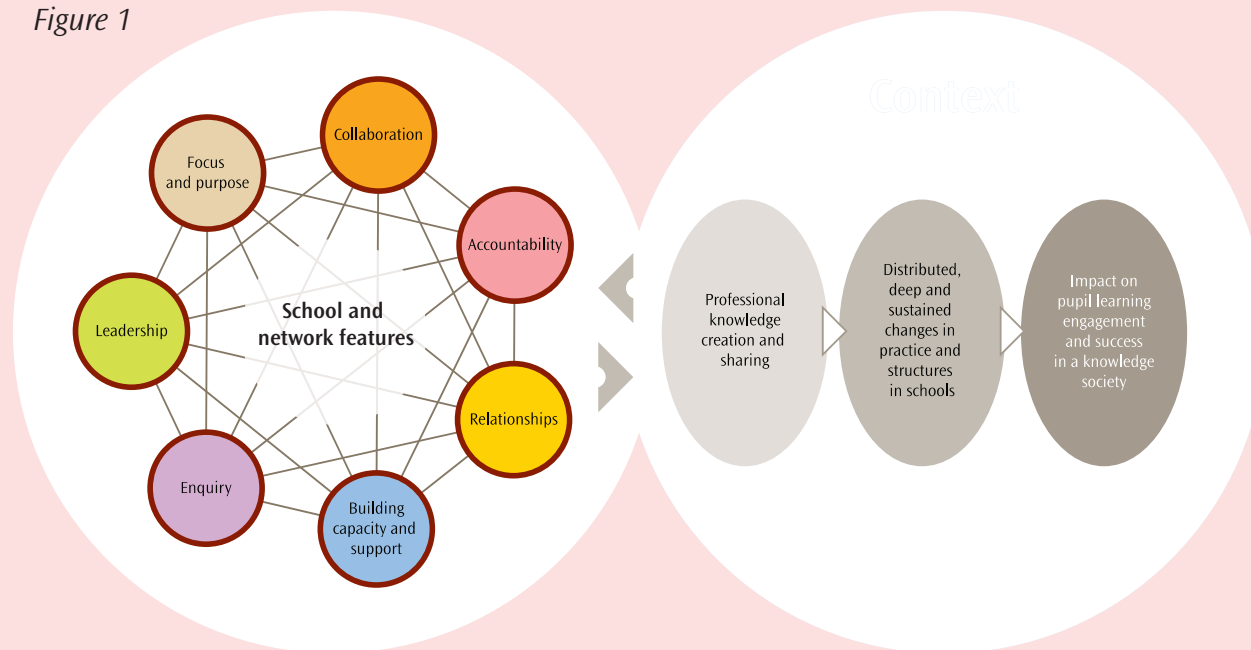 Figure 1
Context
Collaboration
Focus
and purpose
Accountability
Leadership
School and
network features
Relationships
Enquiry
Building
capacity and
support
Professional
knowledge
creation and
sharing
Distributed,
deep and
sustained
changes in
practice and
structures
in schools
Impact on
pupil learning
engagement
and success
in a knowledge
society